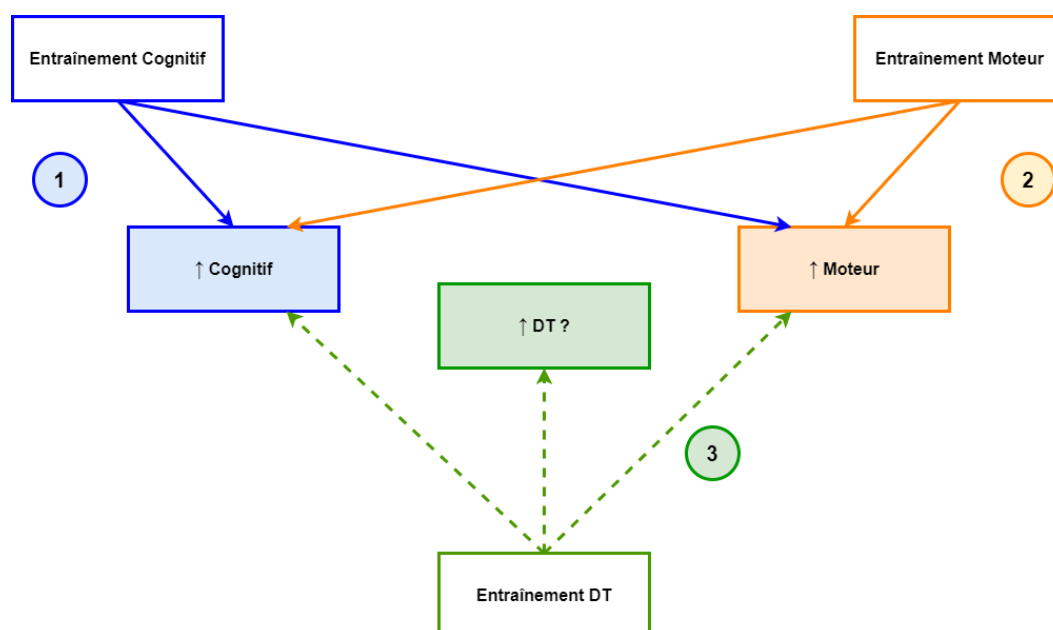 Entraînement Cognitif
Entraînement Moteur
1
2
↑ Cognitif
↑ Moteur
↑ DT ?
3
Entraînement DT